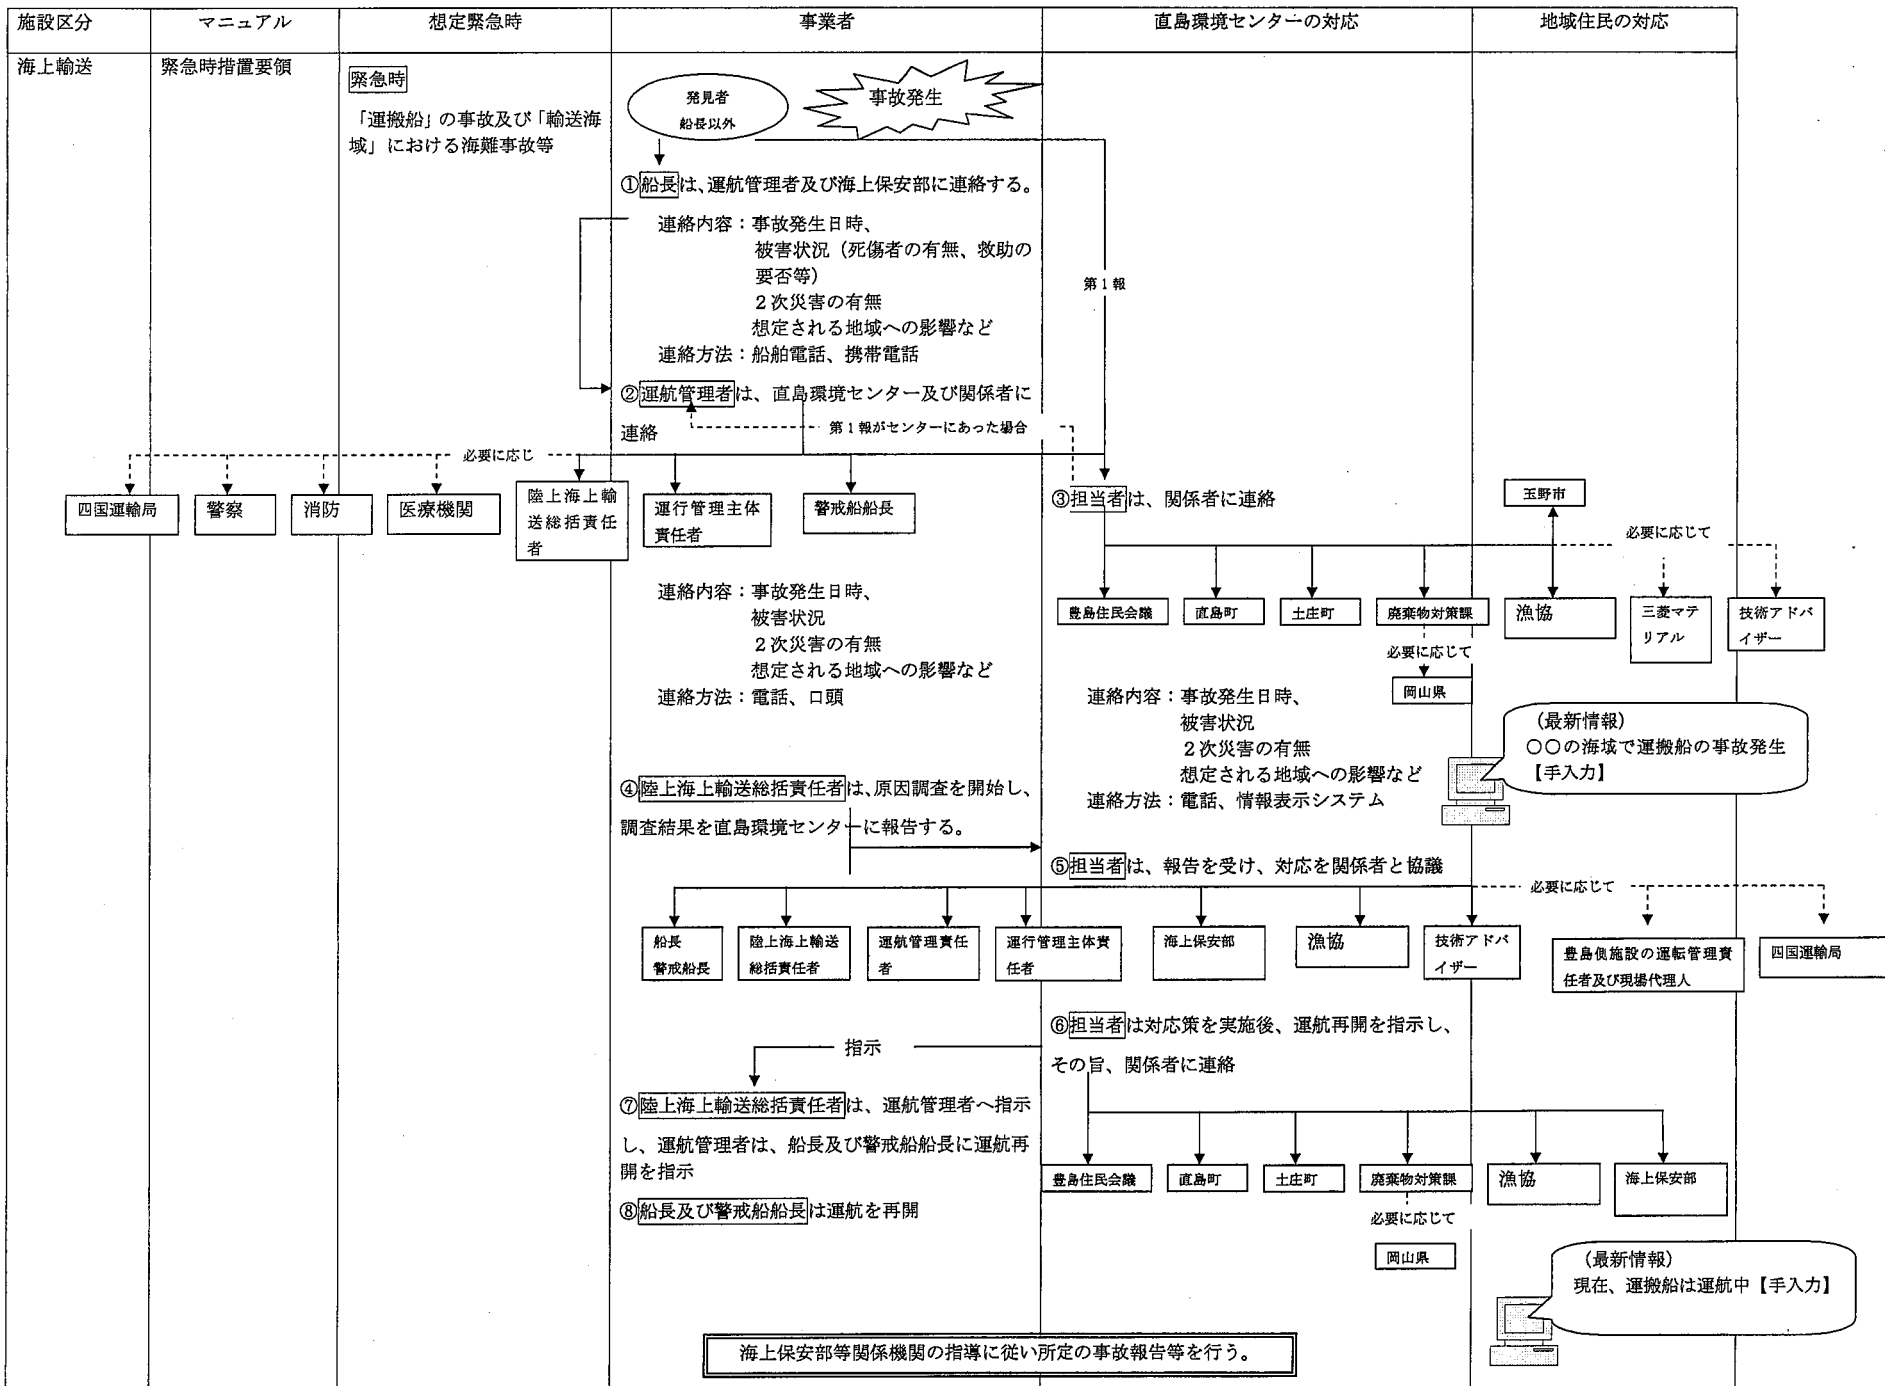 施設区分
マニュアル
想定緊急時
事業者
直島環境センターの対応
地域住民の対応
海上輸送
緊急時措置要領
緊急時
「運搬船」の事故及び「輸送海
域」における海難事故等
発見者
船長以外
事故発生
①船長は、運航管理者及び海上保安部に連絡する。
連絡内容：事故発生日時、
被害状況（死傷者の有無、救助の
要否等）
２次災害の有無
想定される地域への影響など
連絡方法：船舶電話、携帯電話
第１報
②運航管理者は、直島環境センター及び関係者に
連絡
第１報がセンターにあった場合
必要に応じ
四国運輸局
警察
消防
医療機関
陸上海上輸
送総括責任
者
運行管理主体
責任者
警戒船船長
③担当者は、関係者に連絡
玉野市
必要に応じて
豊島住民会議
直島町
土庄町
廃棄物対策課
漁協
三菱マテ
リアル
技術アドバ
イザー
必要に応じて
岡山県
連絡内容：事故発生日時、
被害状況
２次災害の有無
想定される地域への影響など
連絡方法：電話、口頭
連絡内容：事故発生日時、
被害状況
２次災害の有無
想定される地域への影響など
連絡方法：電話、情報表示システム
（最新情報）
〇〇の海域で運搬船の事故発生
【手入力】
④陸上海上輸送総括責任者は、原因調査を開始し、
調査結果を直島環境センターに報告する。
⑤担当者は、報告を受け、対応を関係者と協議
必要に応じて
船長
警戒船長
陸上海上輸送
総括責任者
運航管理責任
者
運行管理主体責
任者
海上保安部
漁協
技術アドバ
イザー
豊島側施設の運転管理責
任者及び現場代理人
四国運輸局
⑥担当者は対応策を実施後、運航再開を指示し、
その旨、関係者に連絡
指示
⑦陸上海上輸送総括責任者は、運航管理者へ指示
し、運航管理者は、船長及び警戒船船長に運航再
開を指示
⑧船長及び警戒船船長は運航を再開
豊島住民会議
直島町
土庄町
廃棄物対策課
漁協
海上保安部
必要に応じて
岡山県
（最新情報）
現在、運搬船は運航中【手入力】
海上保安部等関係機関の指導に従い所定の事故報告等を行う。